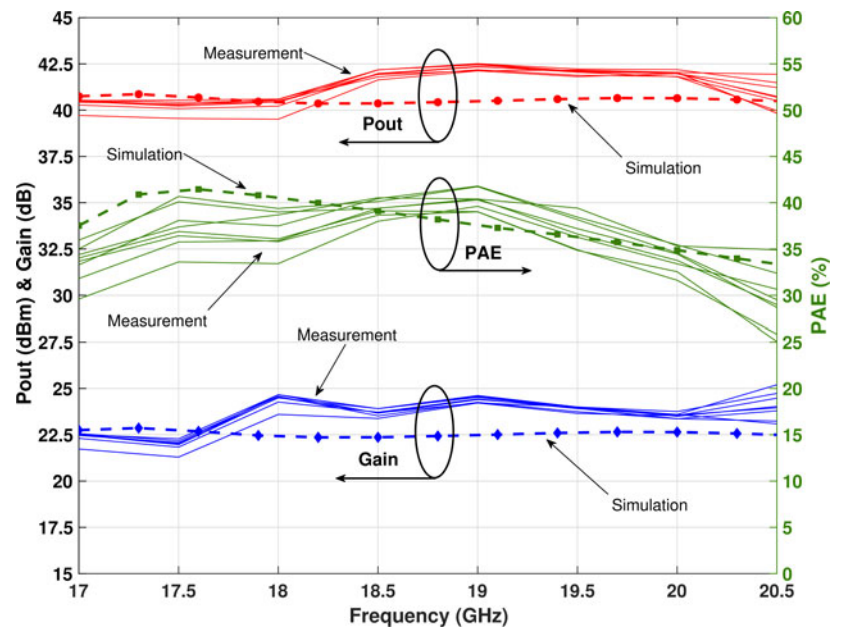 45
42.5
40
37.5
35
32.5
30
27.5
25
22.5
20
17.5
15
Pout (dBm) & Gain (dB)
60
55
50
45
40
35
30
25
20
15
10
5
0
PAE (%)
Measurement
Pout
Simulation
Simulation
PAE
Measurement
Measurement
Gain
Simulation
17 17.5 18 18.5 19 19.5 20 20.5
Frequency (GHz)